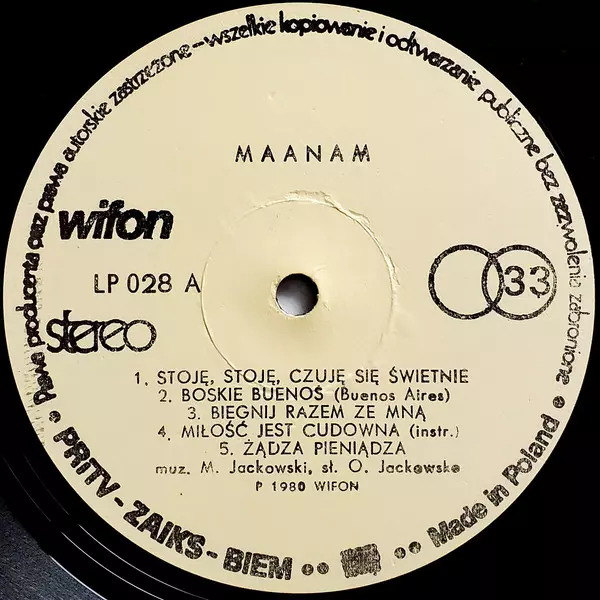 Prawa producenta oraz prawa autorskie zastrzeżone – wszelkie kopiowanie i odtwarzanie publiczne bez zezwolenia zabronione
MAANAM
wifon
LP 028 A
33
stereo
1. STOJĘ, STOJĘ, CZUJĘ SIĘ ŚWIETNIE
2. BOSKIE BUENOS (Buenos Aires)
3. BIEGNIJ RAZEM ZE MNĄ
4. MIŁOŚĆ JEST CUDOWNA (instr.)
5. ŻĄDZA PIENIĄDZA
muz. M. Jackowski, sł. O. Jackowska
P 1980 WIFON
PRiTV - ZAIKS - BIEM
Made in Poland